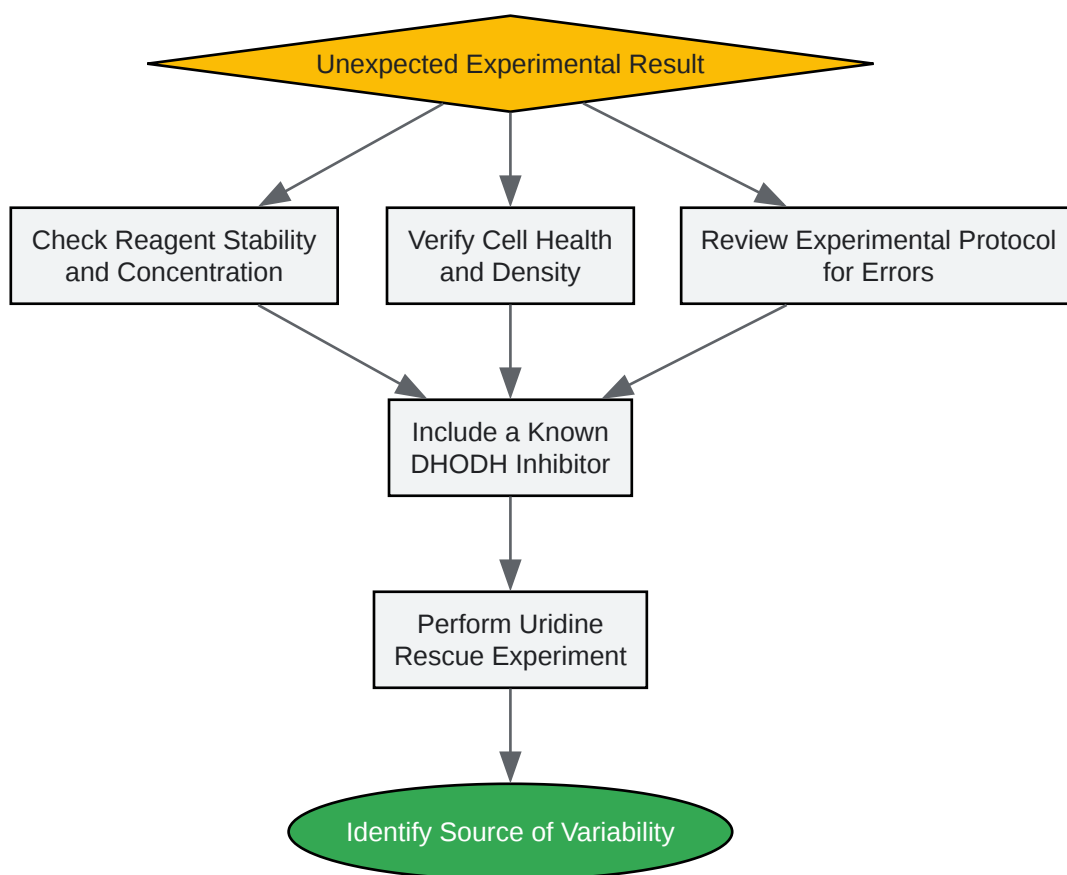 Unexpected Experimental Result
Check Reagent Stability
and Concentration
Verify Cell Health
and Density
Review Experimental Protocol
for Errors
Include a Known
DHODH Inhibitor
Perform Uridine
Rescue Experiment
Identify Source of Variability